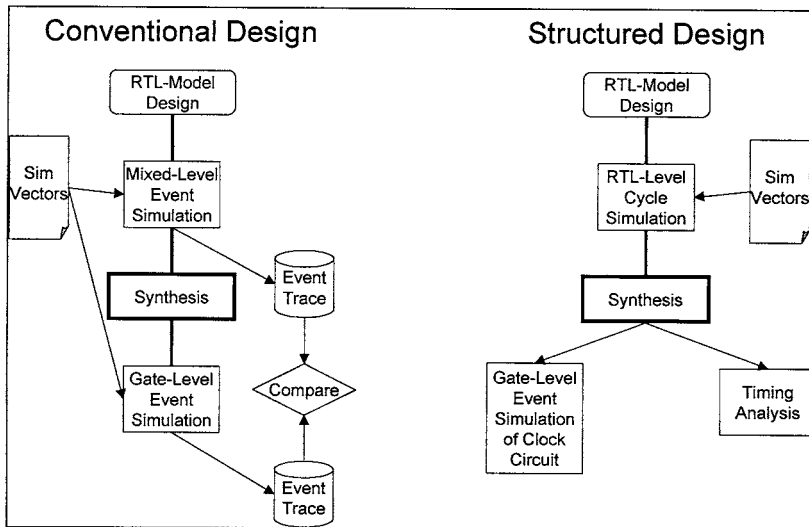 Conventional Design
RTL-Model
Design
Sim
Vectors
Mixed-Level
Event
Simulation
Synthesis
Event
Trace
Gate-Level
Event
Simulation
Compare
Event
Trace
Structured Design
RTL-Model
Design
RTL-Level
Cycle
Simulation
Sim
Vectors
Synthesis
Gate-Level
Event
Simulation
of Clock
Circuit
Timing
Analysis